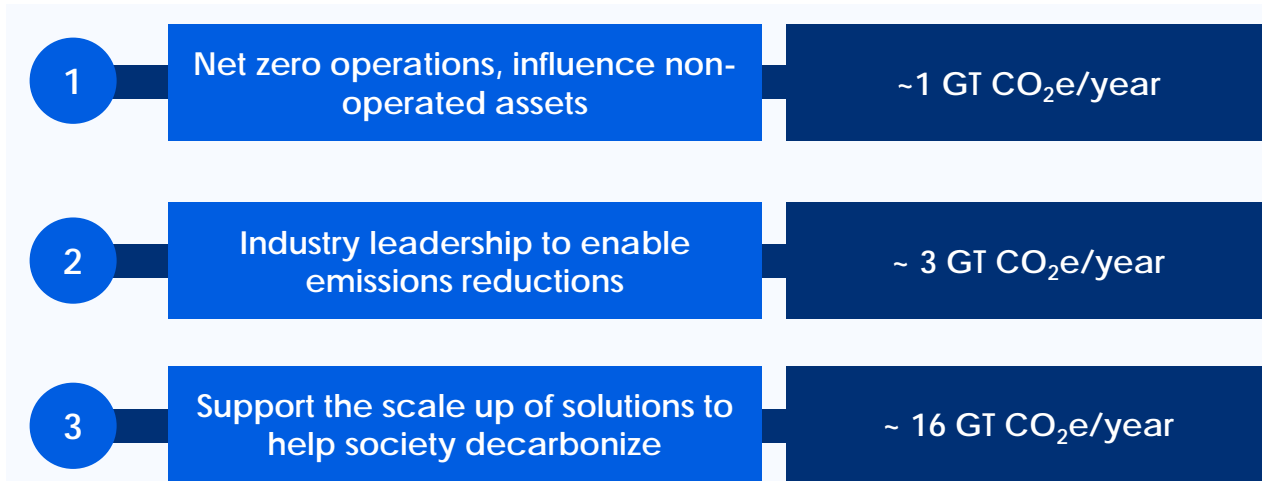 1
Net zero operations, influence non-
operated assets
~1 GT CO₂e/year
2
Industry leadership to enable
emissions reductions
~ 3 GT CO₂e/year
3
Support the scale up of solutions to
help society decarbonize
~ 16 GT CO₂e/year